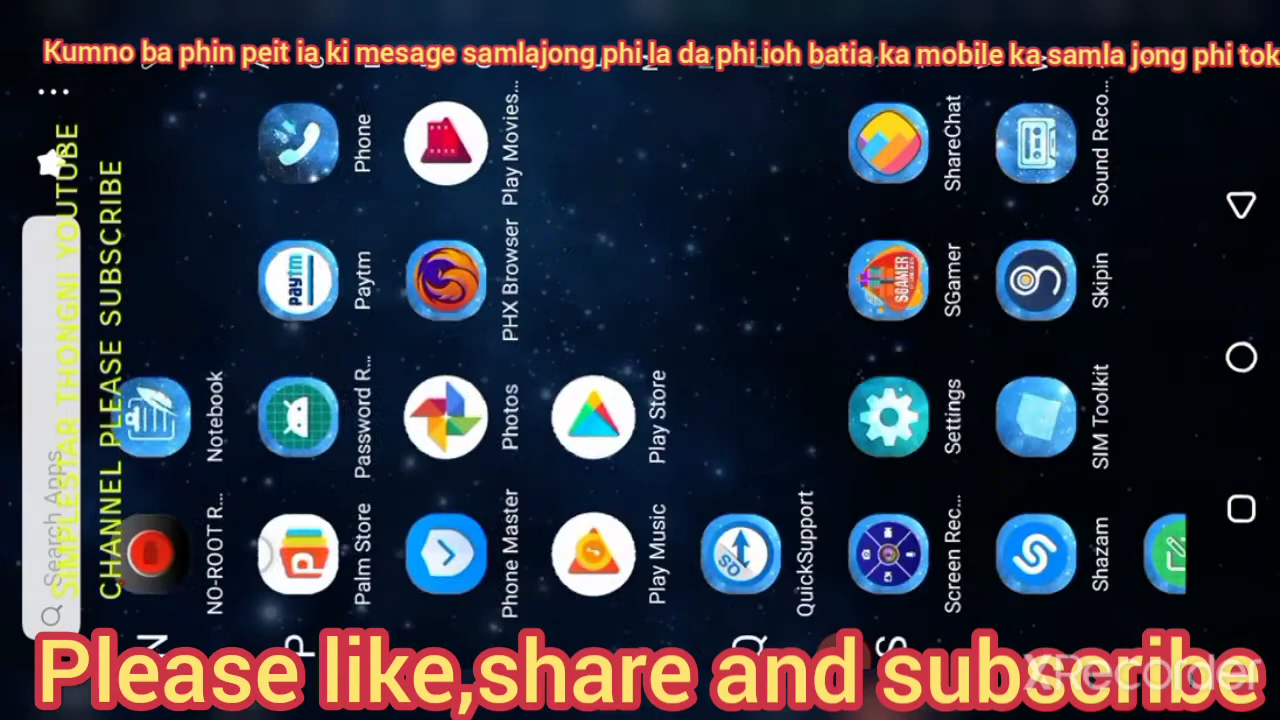 Kumno ba phin peit ia ki mesage samlajong phi la da phi ioh batia ka mobile ka samla jong phi tok
SIMPLESTAR THONGNI YOUTUBE
CHANNEL PLEASE SUBSCRIBE
Search Apps
N
NO-ROOT R...
Notebook
P
Palm Store
Password R...
Paytm
Phone
Phone Master
Photos
PHX Browser
Play Movies...
Play Music
Play Store
Q
QuickSupport
S
Screen Rec...
Settings
SGamer
ShareChat
Shazam
SIM Toolkit
Skipin
Sound Reco...
Please like,share and subscribe
XRecorder